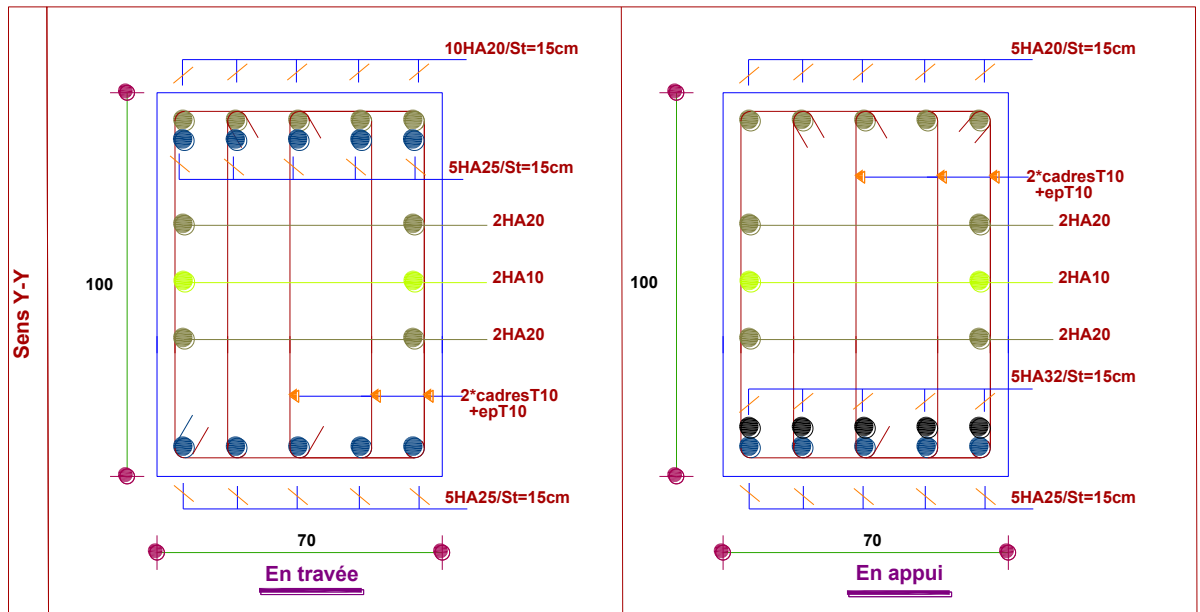 Sens Y-Y
10HA20/St=15cm
5HA25/St=15cm
2HA20
100
2HA10
2HA20
2*cadresT10
+epT10
5HA25/St=15cm
70
En travée
5HA20/St=15cm
2*cadresT10
+epT10
2HA20
100
2HA10
2HA20
5HA32/St=15cm
5HA25/St=15cm
70
En appui